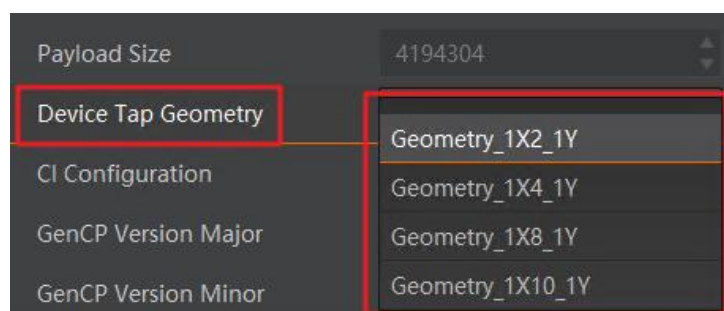 Payload Size 4194304
Device Tap Geometry
Geometry_1X2_1Y
CI Configuration
Geometry_1X4_1Y
GenCP Version Major
Geometry_1X8_1Y
GenCP Version Minor
Geometry_1X10_1Y